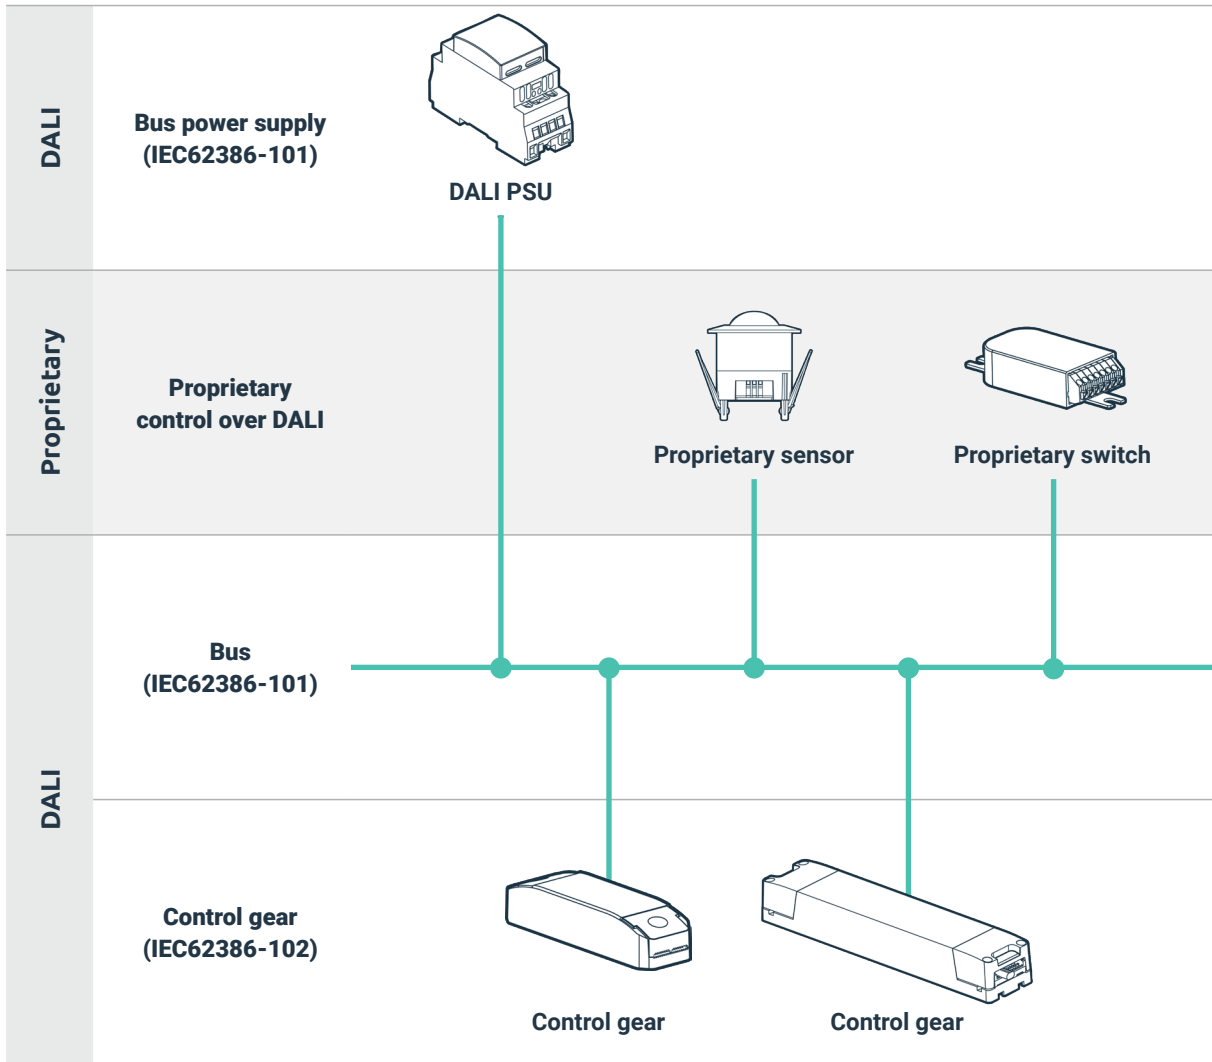 DALI
Bus power supply
(IEC62386-101)
DALI PSU
Proprietary
Proprietary
control over DALI
Proprietary sensor
Proprietary switch
DALI
Bus
(IEC62386-101)
Control gear
(IEC62386-102)
Control gear
Control gear